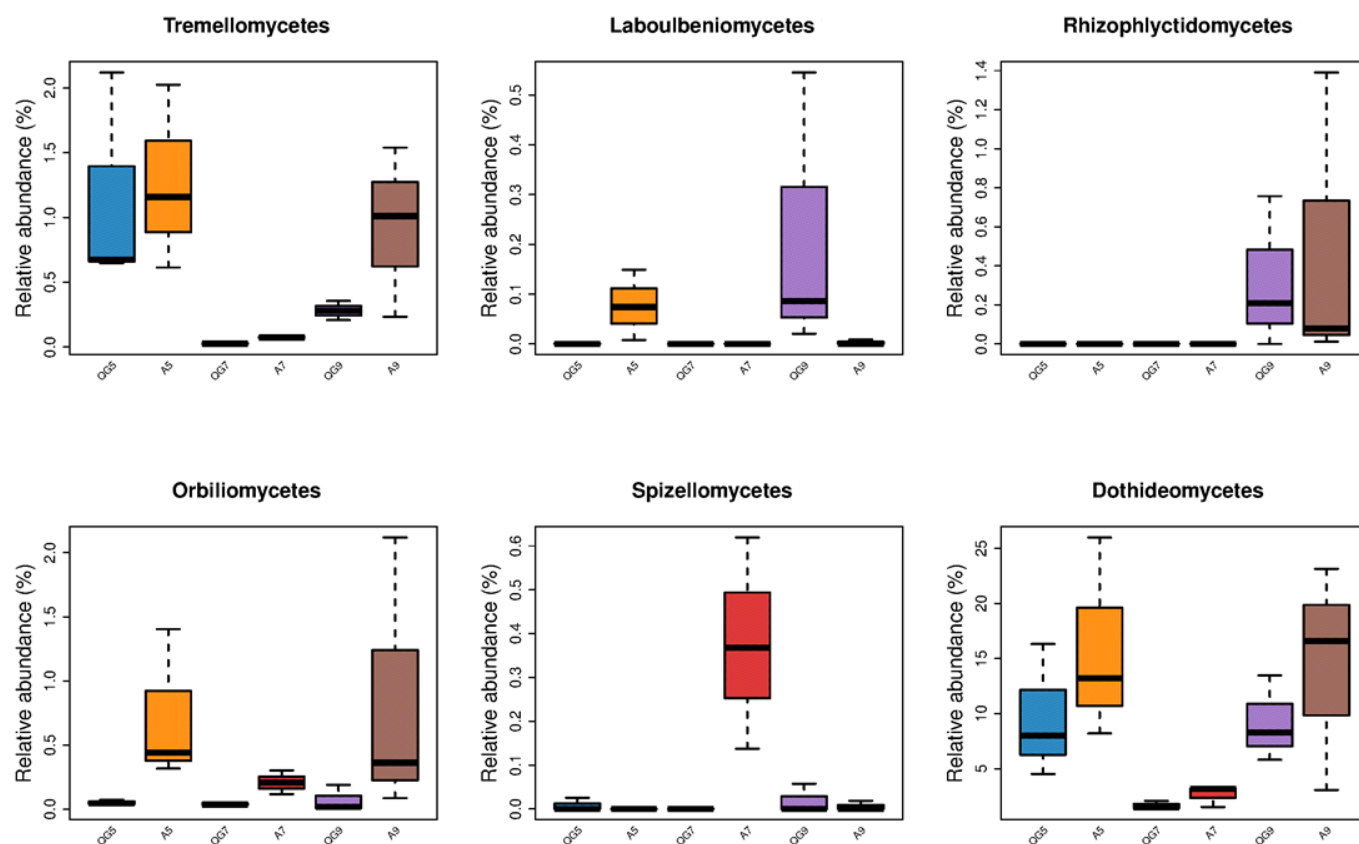 Tremellomycetes
Relative abundance (%)
0.0 0.5 1.0 1.5 2.0
QG5 A5 QG7 A7 QG9 A9
Laboulbeniomycetes
Relative abundance (%)
0.0 0.1 0.2 0.3 0.4 0.5
QG5 A5 QG7 A7 QG9 A9
Rhizophlyctidomycetes
Relative abundance (%)
0.0 0.2 0.4 0.6 0.8 1.0 1.2 1.4
QG5 A5 QG7 A7 QG9 A9
Orbiliomycetes
Relative abundance (%)
0.0 0.5 1.0 1.5 2.0
QG5 A5 QG7 A7 QG9 A9
Spizellomycetes
Relative abundance (%)
0.0 0.1 0.2 0.3 0.4 0.5 0.6
QG5 A5 QG7 A7 QG9 A9
Dothideomycetes
Relative abundance (%)
5 10 15 20 25
QG5 A5 QG7 A7 QG9 A9